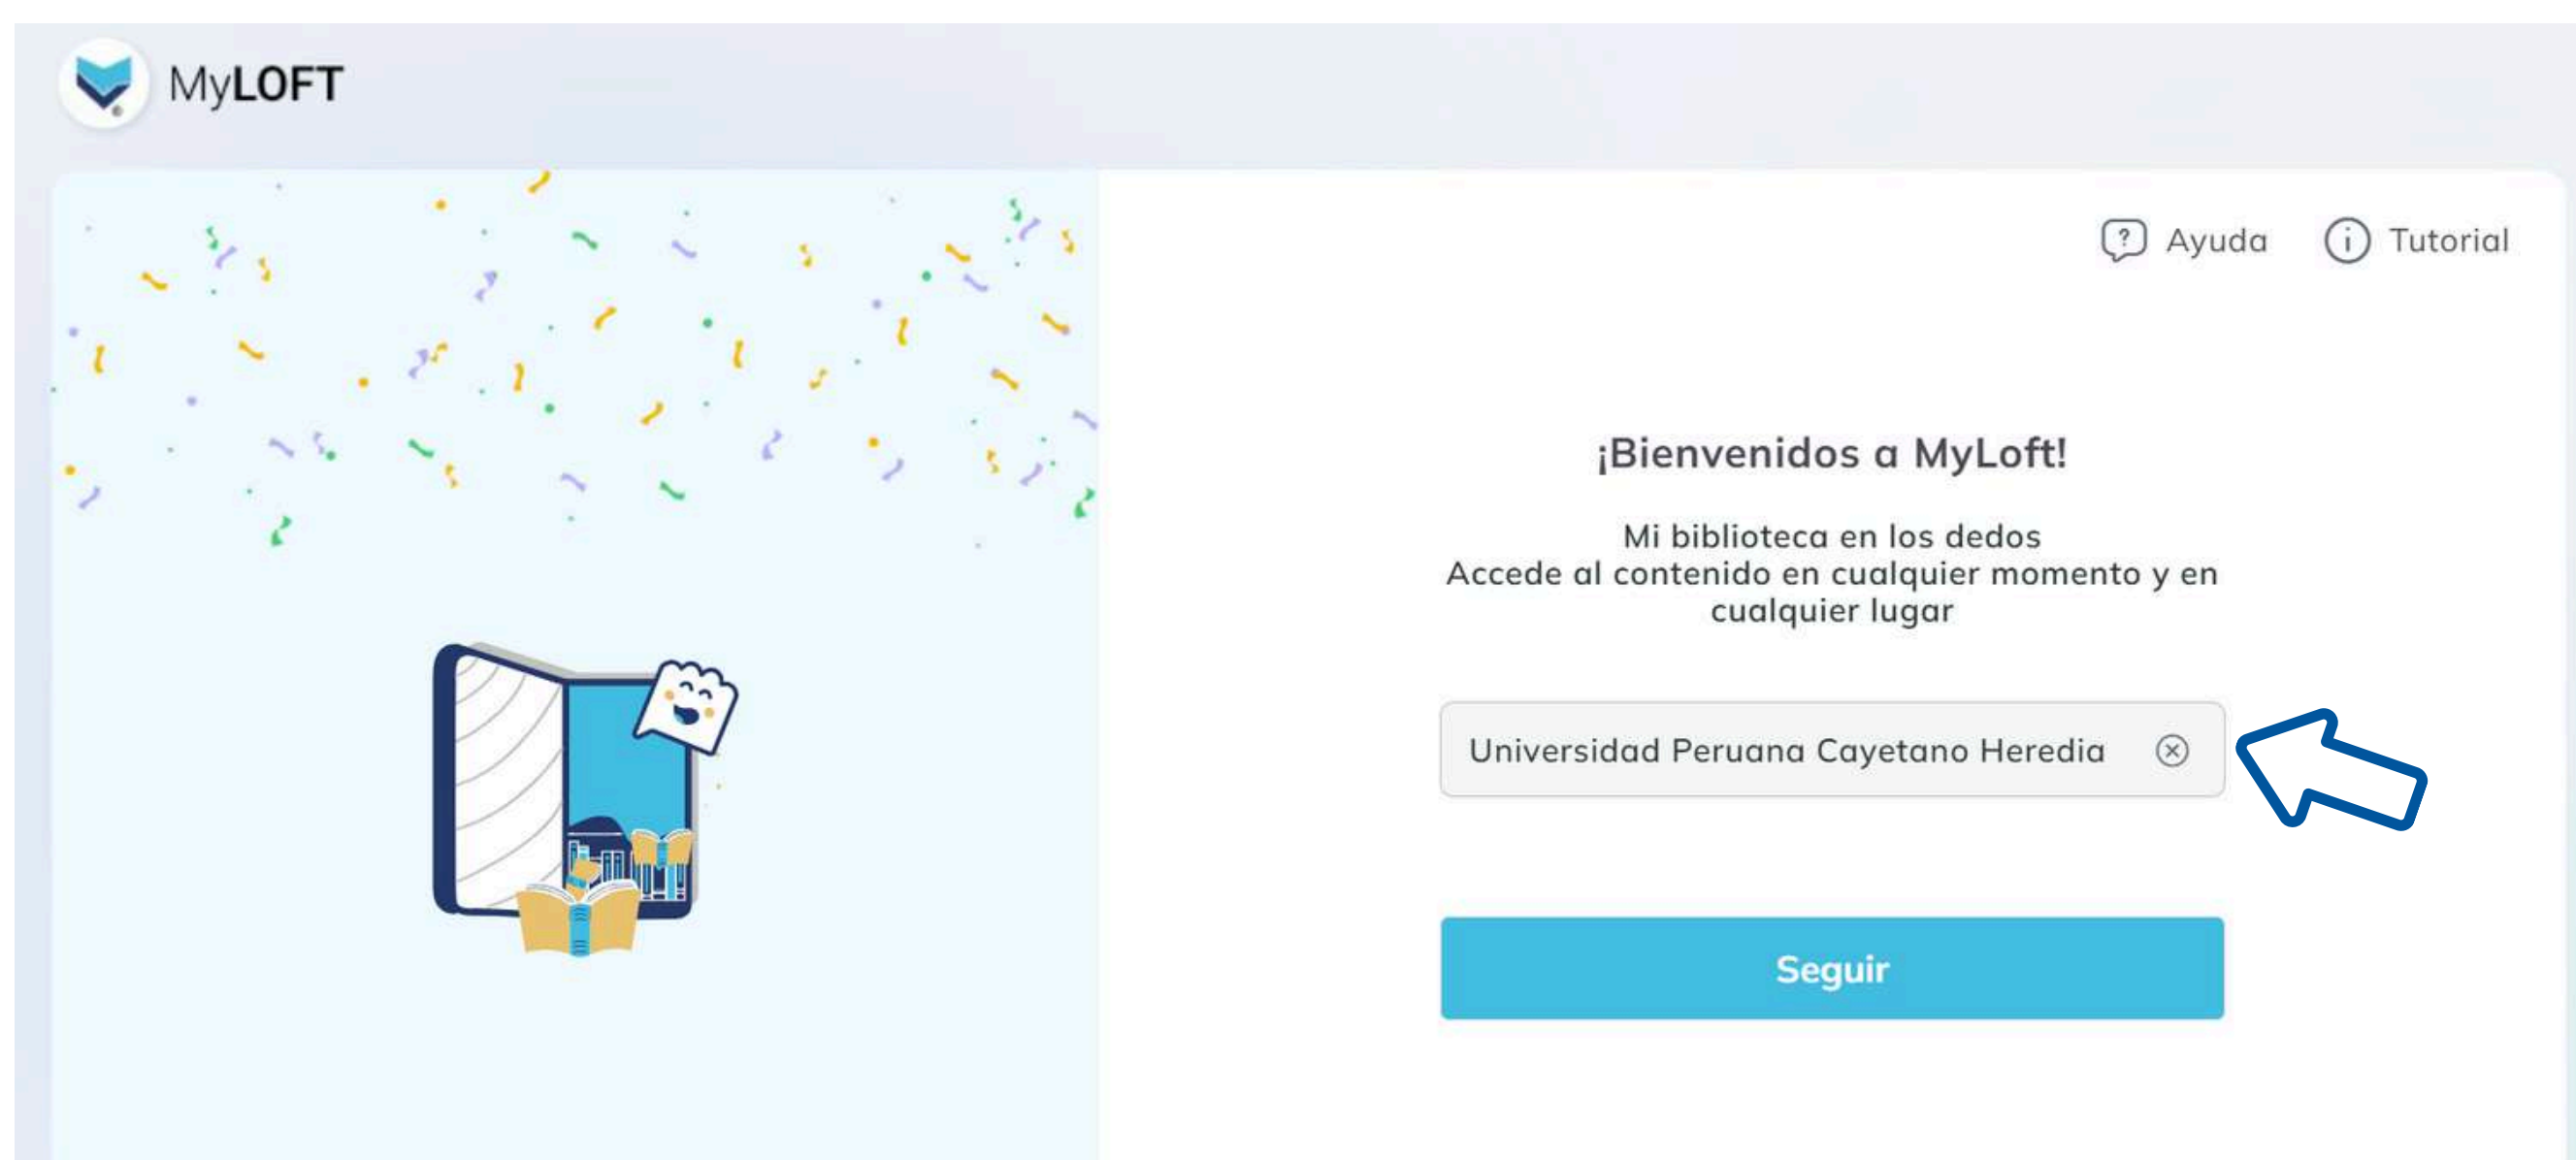 MyLOFT
Ayuda
Tutorial
¡Bienvenidos a MyLoft!
Mi biblioteca en los dedos
Accede al contenido en cualquier momento y en
cualquier lugar
Universidad Peruana Cayetano Heredia
Seguir